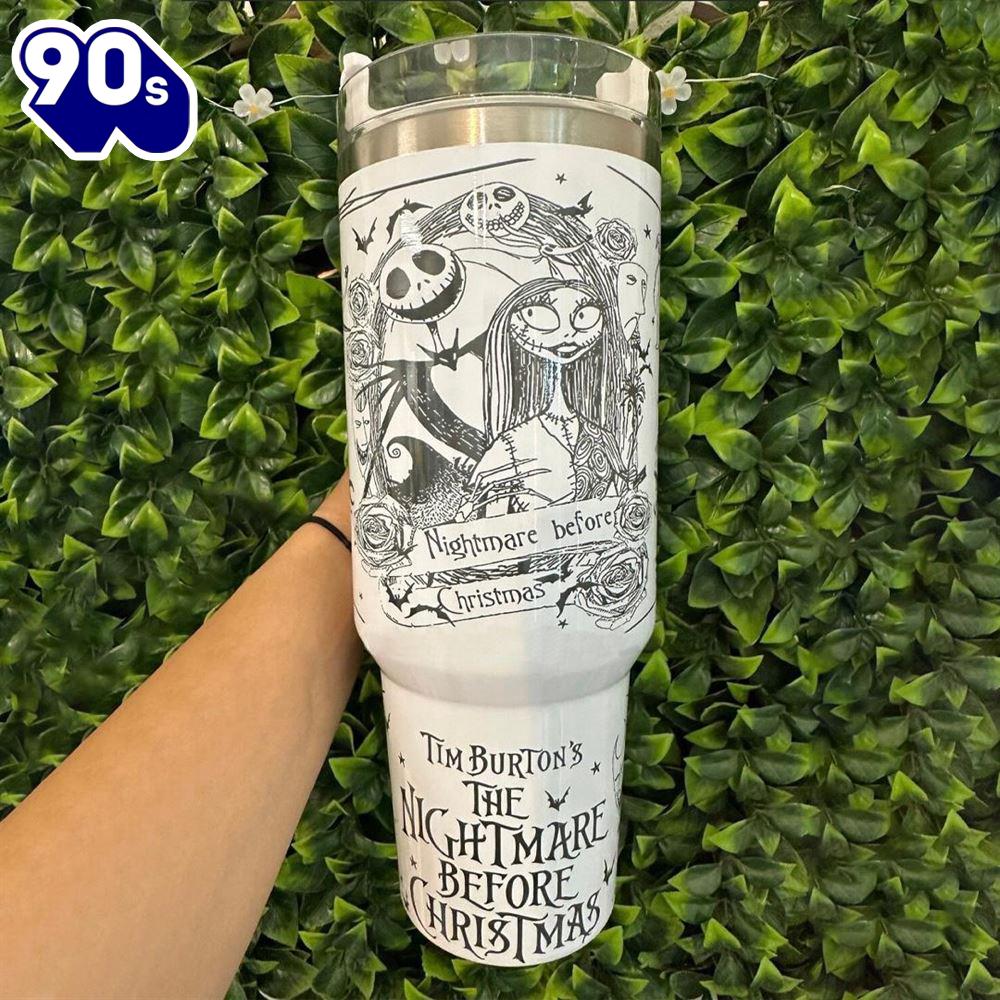 90s
Nightmare before
Christmas
TIM BURTON'S
THE
NIGHTMARE
BEFORE
CHRISTMAS